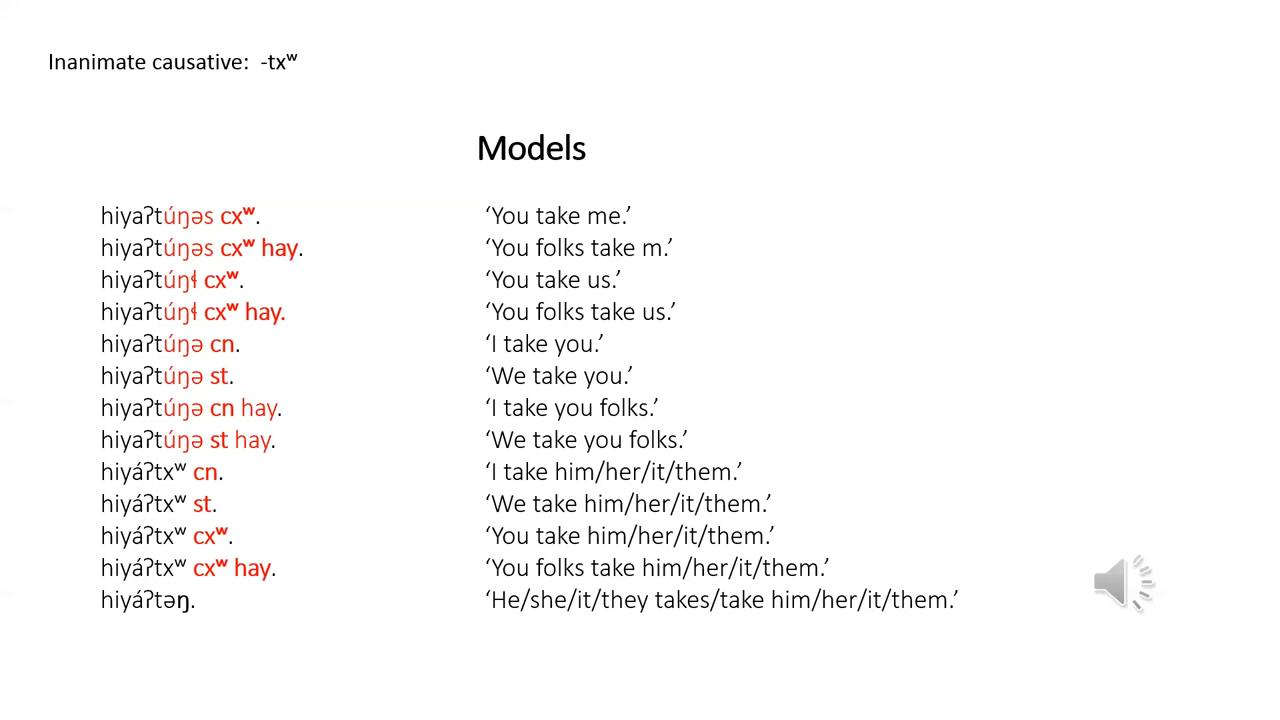 Inanimate causative: -txʷ
Models
hiyaʔtúŋəs cxʷ. ‘You take me.’
hiyaʔtúŋəs cxʷ hay. ‘You folks take m.’
hiyaʔtúŋɬ cxʷ. ‘You take us.’
hiyaʔtúŋɬ cxʷ hay. ‘You folks take us.’
hiyaʔtúŋə cn. ‘I take you.’
hiyaʔtúŋə st. ‘We take you.’
hiyaʔtúŋə cn hay. ‘I take you folks.’
hiyaʔtúŋə st hay. ‘We take you folks.’
hiyáʔtxʷ cn. ‘I take him/her/it/them.’
hiyáʔtxʷ st. ‘We take him/her/it/them.’
hiyáʔtxʷ cxʷ. ‘You take him/her/it/them.’
hiyáʔtxʷ cxʷ hay. ‘You folks take him/her/it/them.’
hiyáʔtəŋ. ‘He/she/it/they takes/take him/her/it/them.’